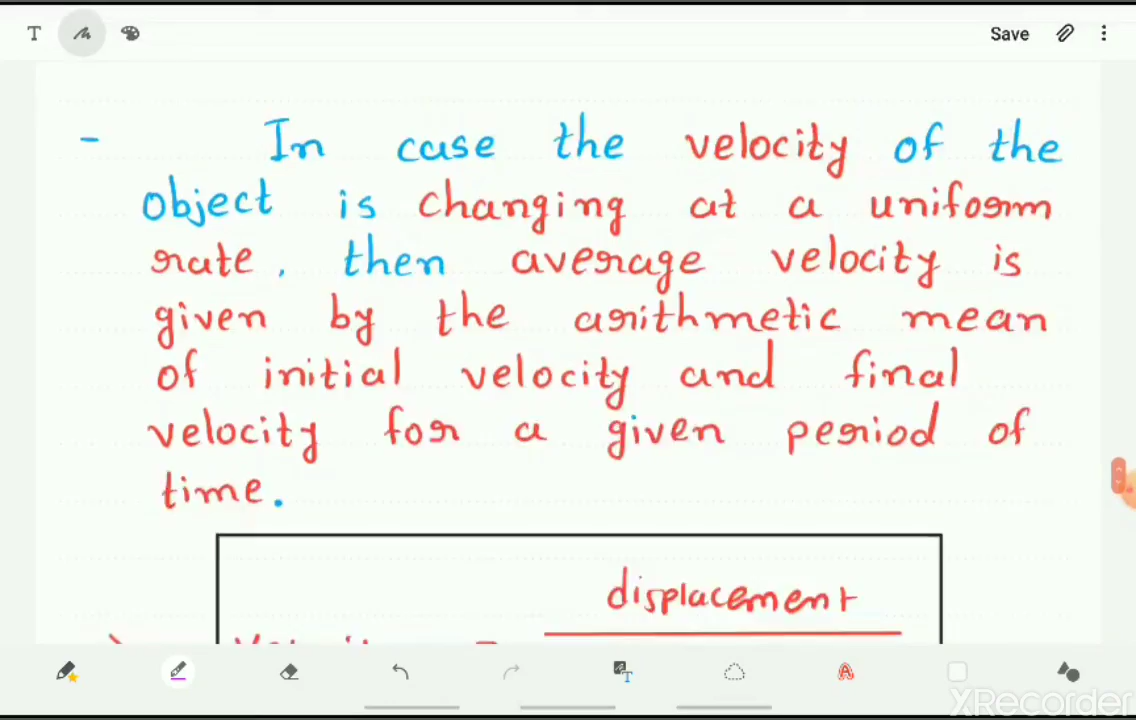 T
Save
- In case the velocity of the
object is changing at a uniform
rate, then average velocity is
given by the arithmetic mean
of initial velocity and final
velocity for a given period of
time.
displacement
XRecorder